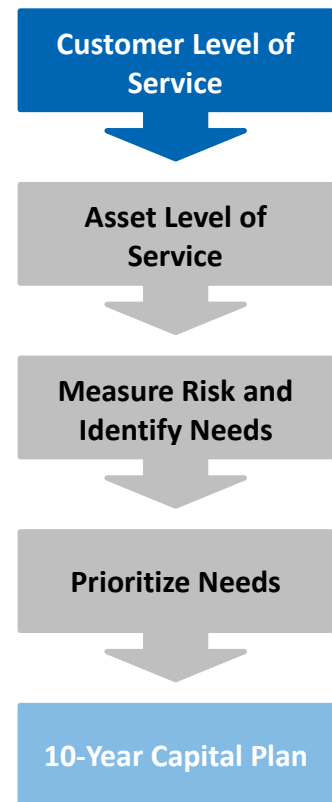 Customer Level of
Service
Asset Level of
Service
Measure Risk and
Identify Needs
Prioritize Needs
10-Year Capital Plan